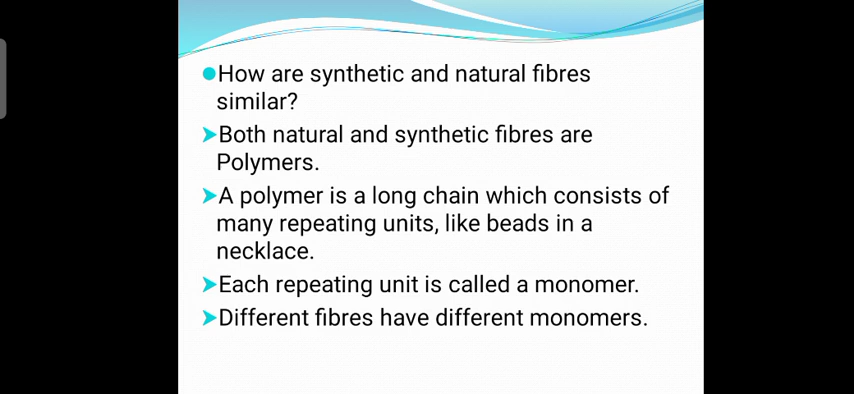 ●How are synthetic and natural fibres
similar?
➤Both natural and synthetic fibres are
Polymers.
➤A polymer is a long chain which consists of
many repeating units, like beads in a
necklace.
➤Each repeating unit is called a monomer.
➤Different fibres have different monomers.